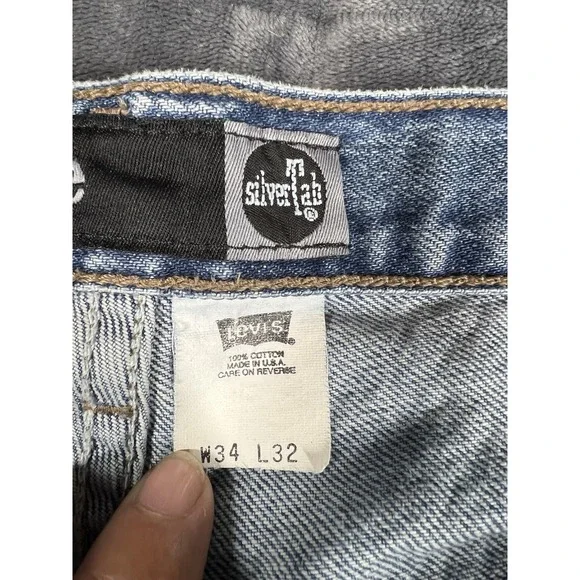 silverTab
®
LEVI'S
100% COTTON
MADE IN U.S.A.
CARE ON REVERSE
W34 L32